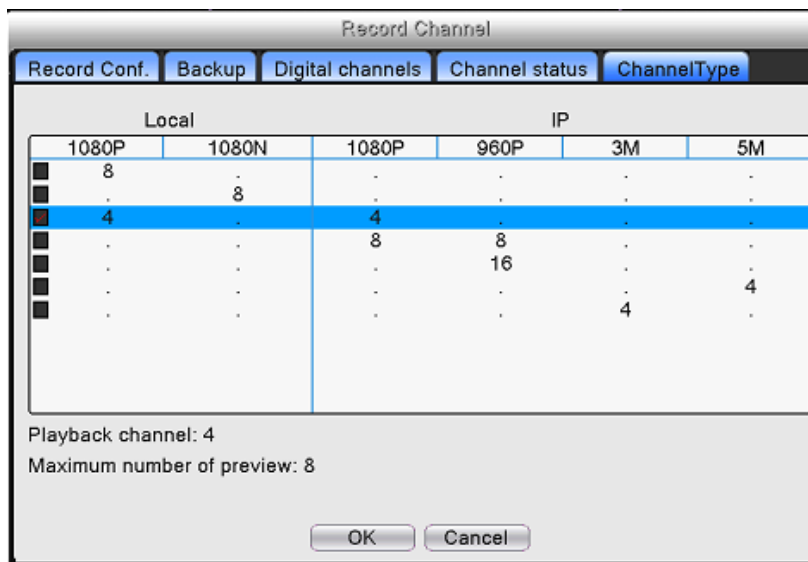 Record Channel
Record Conf. Backup Digital channels Channel status ChannelType
Local IP
1080P 1080N 1080P 960P 3M 5M
8 . . . . .
. 8 . . . .
4 . 4 . . .
. . 8 8 . .
. . . 16 . .
. . . . . 4
. . . . 4 .
Playback channel: 4
Maximum number of preview: 8
OK Cancel